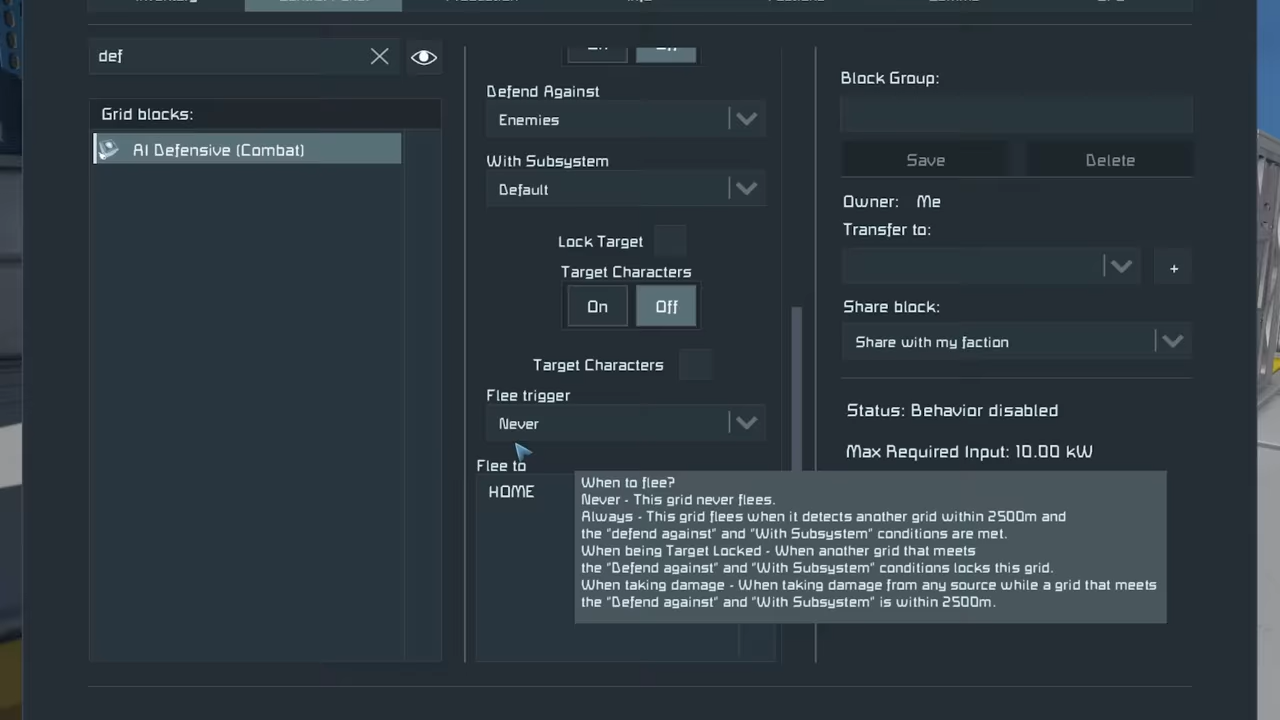 def
Grid blocks:
AI Defensive (Combat)
Off
Defend Against
Enemies
With Subsystem
Default
Lock Target
Target Characters
On
Off
Target Characters
Flee trigger
Never
Flee to
HOME
When to flee?
Never - This grid never flees.
Always - This grid flees when it detects another grid within 2500m and
the "defend against" and "With Subsystem" conditions are met.
When being Target Locked - When another grid that meets
the "Defend against" and "With Subsystem" conditions locks this grid.
When taking damage - When taking damage from any source while a grid that meets
the "Defend against" and "With Subsystem" is within 2500m.
Block Group:
Save
Delete
Owner: Me
Transfer to:
+
Share block:
Share with my faction
Status: Behavior disabled
Max Required Input: 10.00 kW